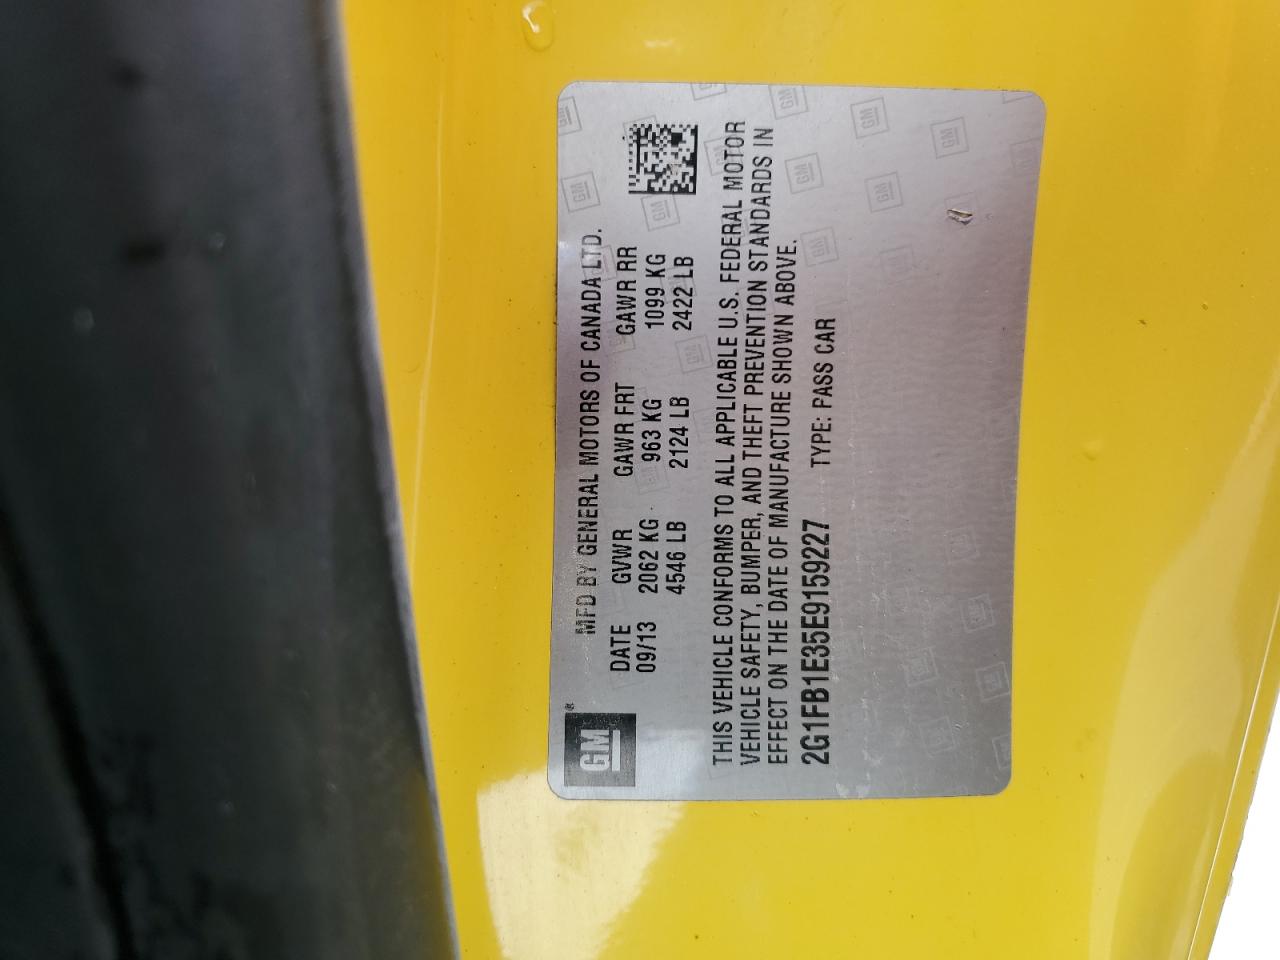 GM®
MFD BY GENERAL MOTORS OF CANADA LTD.
DATE GVWR GAWR FRT GAWR RR
09/13 2062 KG 963 KG 1099 KG
4546 LB 2124 LB 2422 LB
THIS VEHICLE CONFORMS TO ALL APPLICABLE U.S. FEDERAL MOTOR
VEHICLE SAFETY, BUMPER, AND THEFT PREVENTION STANDARDS IN
EFFECT ON THE DATE OF MANUFACTURE SHOWN ABOVE.
2G1FB1E35E9159227 TYPE: PASS CAR